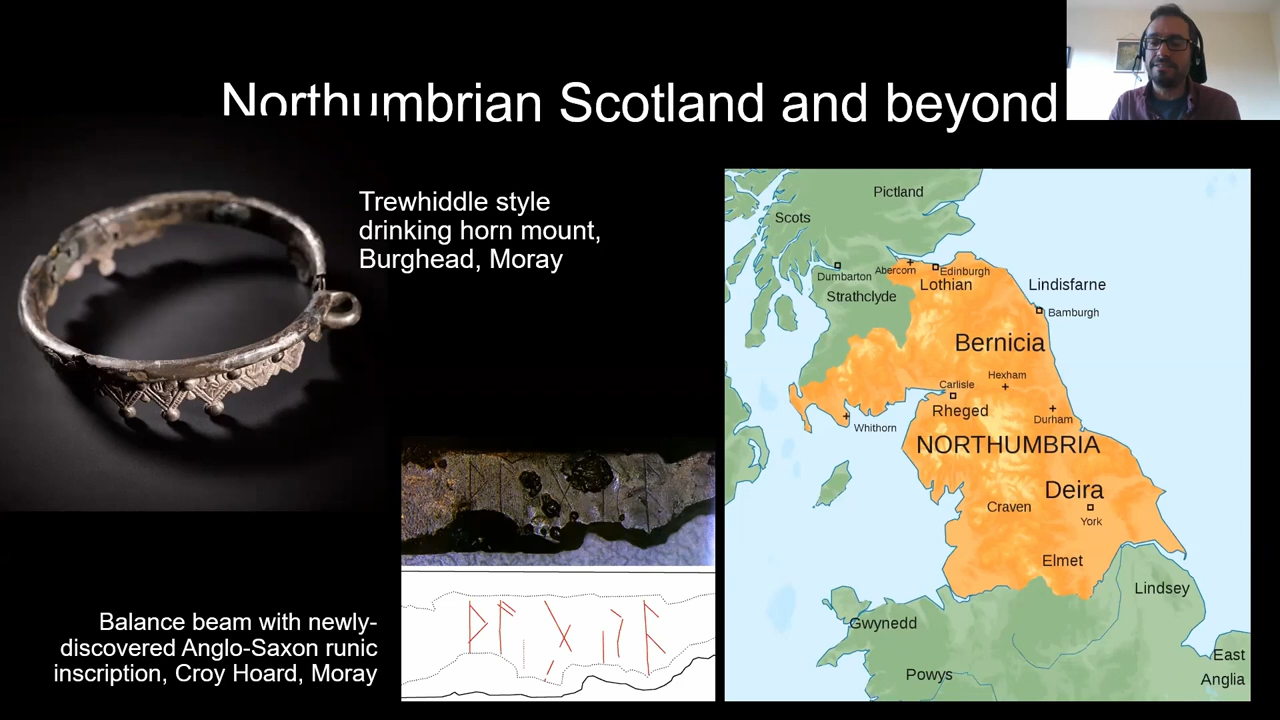 Northumbrian Scotland and beyond
Trewhiddle style
drinking horn mount,
Burghead, Moray
Balance beam with newly-
discovered Anglo-Saxon runic
inscription, Croy Hoard, Moray
Pictland
Scots
Dumbarton
Abercorn
Edinburgh
Lothian
Strathclyde
Lindisfarne
Bamburgh
Bernicia
Hexham
Carlisle
Rheged
Durham
Whithorn
NORTHUMBRIA
Deira
Craven
York
Elmet
Lindsey
Gwynedd
East
Anglia
Powys